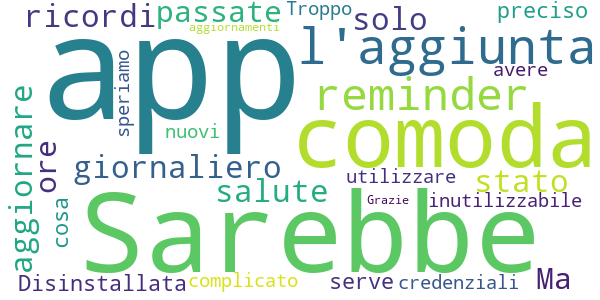 ricordi passate Troppo solo preciso
aggiornamenti
app l'aggiunta
speriamo avere
nuovi reminder
aggiornare ore giornaliero comoda
salute utilizzare stato
cosa Sarebbe Grazie inutilizzabile
Disinstallata complicato serve credenziali Ma